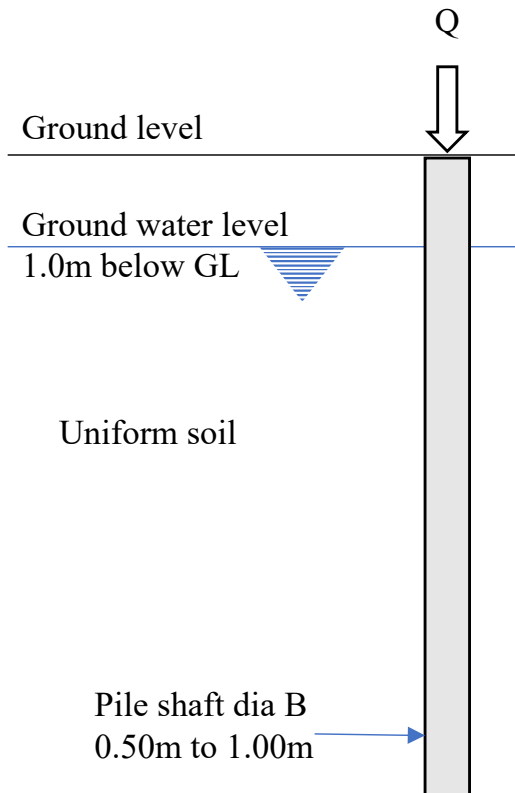 Q
Ground level
Ground water level
1.0m below GL
Uniform soil
Pile shaft dia B
0.50m to 1.00m